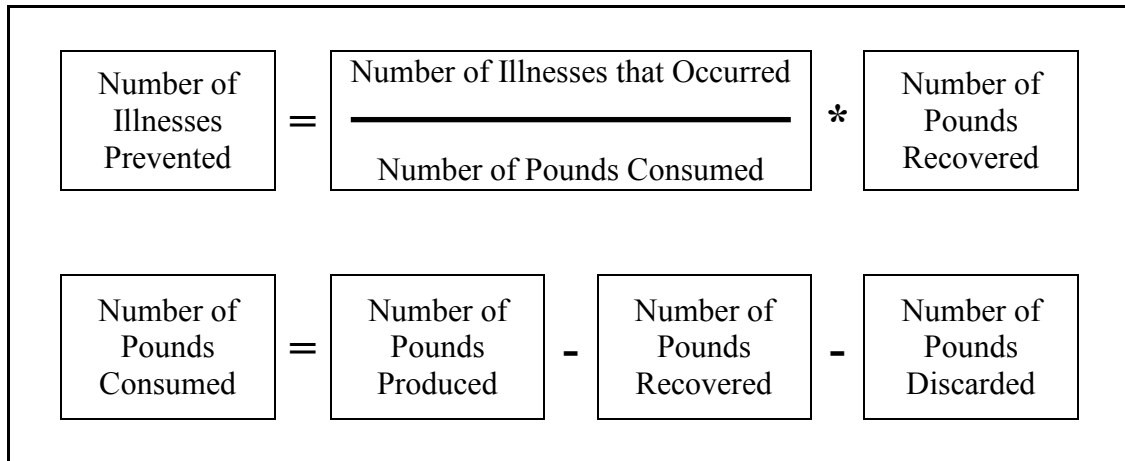 Number of Illnesses Prevented = Number of Illnesses that Occurred / Number of Pounds Consumed * Number of Pounds Recovered
Number of Pounds Consumed = Number of Pounds Produced - Number of Pounds Recovered - Number of Pounds Discarded